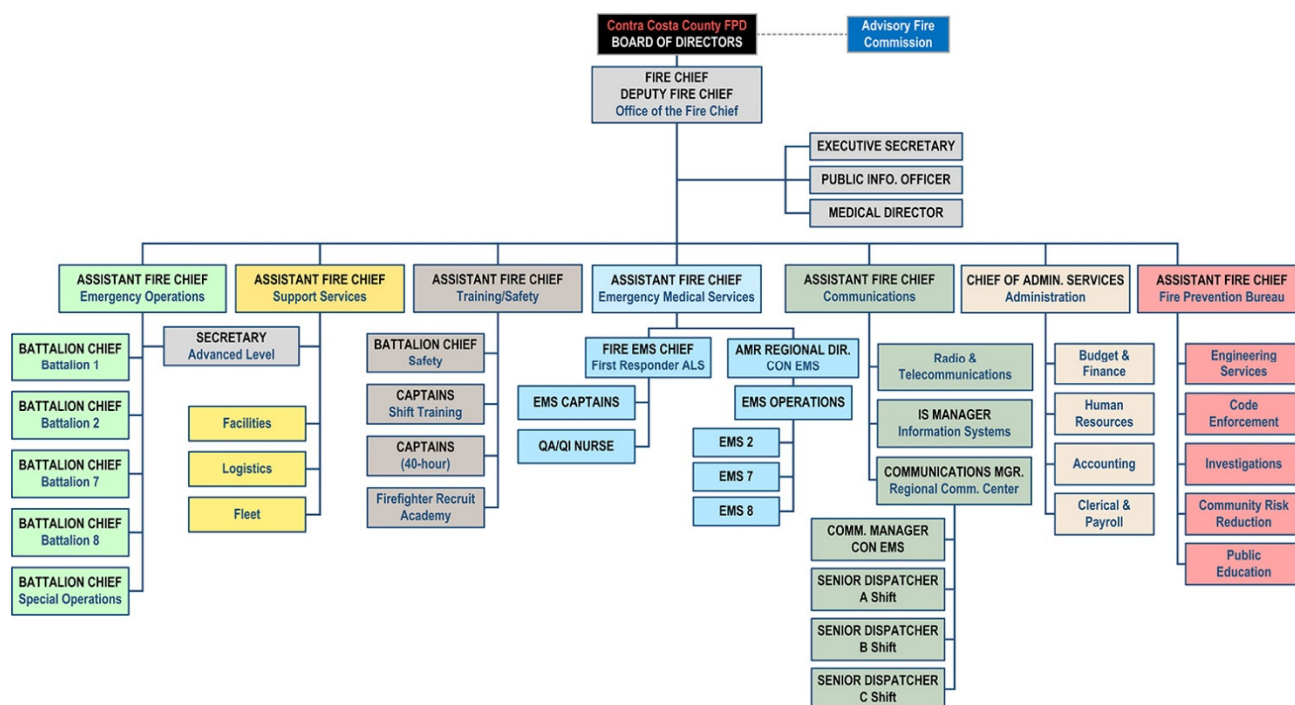 Contra Costa County FPD
BOARD OF DIRECTORS
Advisory Fire
Commission
FIRE CHIEF
DEPUTY FIRE CHIEF
Office of the Fire Chief
EXECUTIVE SECRETARY
PUBLIC INFO. OFFICER
MEDICAL DIRECTOR
ASSISTANT FIRE CHIEF
Emergency Operations
BATTALION CHIEF
Battalion 1
BATTALION CHIEF
Battalion 2
BATTALION CHIEF
Battalion 7
BATTALION CHIEF
Battalion 8
BATTALION CHIEF
Special Operations
SECRETARY
Advanced Level
ASSISTANT FIRE CHIEF
Support Services
Facilities
Logistics
Fleet
ASSISTANT FIRE CHIEF
Training/Safety
BATTALION CHIEF
Safety
CAPTAINS
Shift Training
CAPTAINS
(40-hour)
Firefighter Recruit
Academy
ASSISTANT FIRE CHIEF
Emergency Medical Services
FIRE EMS CHIEF
First Responder ALS
EMS CAPTAINS
QA/QI NURSE
AMR REGIONAL DIR.
CON EMS
EMS OPERATIONS
EMS 2
EMS 7
EMS 8
ASSISTANT FIRE CHIEF
Communications
Radio &
Telecommunications
IS MANAGER
Information Systems
COMMUNICATIONS MGR.
Regional Comm. Center
COMM. MANAGER
CON EMS
SENIOR DISPATCHER
A Shift
SENIOR DISPATCHER
B Shift
SENIOR DISPATCHER
C Shift
CHIEF OF ADMIN. SERVICES
Administration
Budget &
Finance
Human
Resources
Accounting
Clerical &
Payroll
ASSISTANT FIRE CHIEF
Fire Prevention Bureau
Engineering
Services
Code
Enforcement
Investigations
Community Risk
Reduction
Public
Education